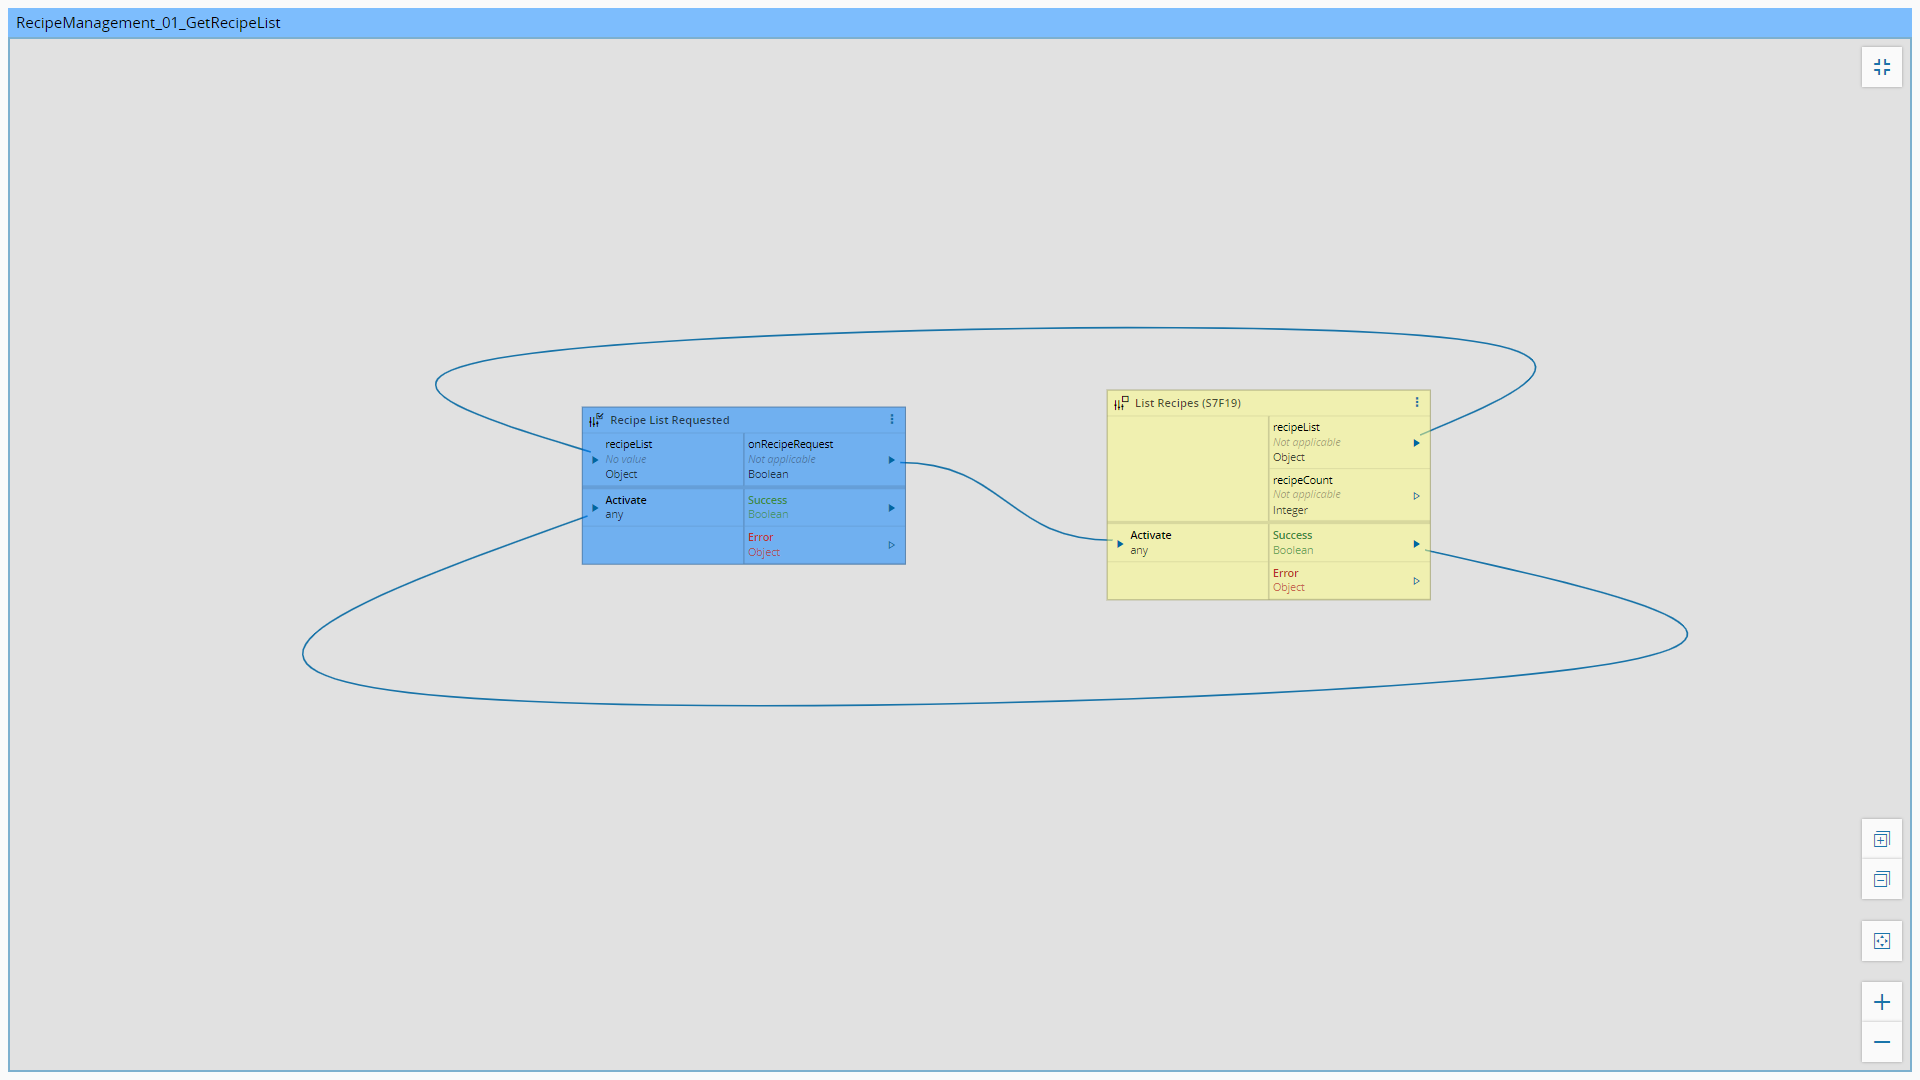 RecipeManagement_01_GetRecipeList
Recipe List Requested
recipeList
No value
Object
onRecipeRequest
Not applicable
Boolean
Activate
any
Success
Boolean
Error
Object
List Recipes (S7F19)
recipeList
Not applicable
Object
recipeCount
Not applicable
Integer
Activate
any
Success
Boolean
Error
Object